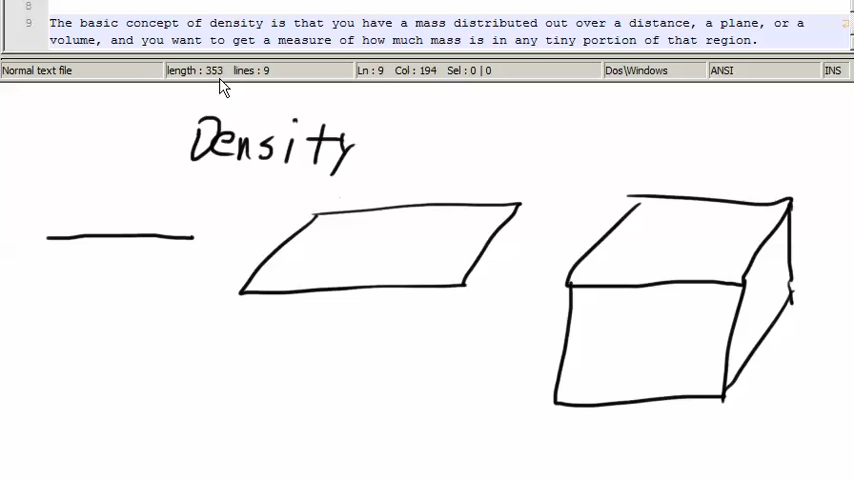 8
9 The basic concept of density is that you have a mass distributed out over a distance, a plane, or a
volume, and you want to get a measure of how much mass is in any tiny portion of that region.
Normal text file length : 353 lines : 9 Ln : 9 Col : 194 Sel : 0 | 0 Dos\Windows ANSI INS
Density